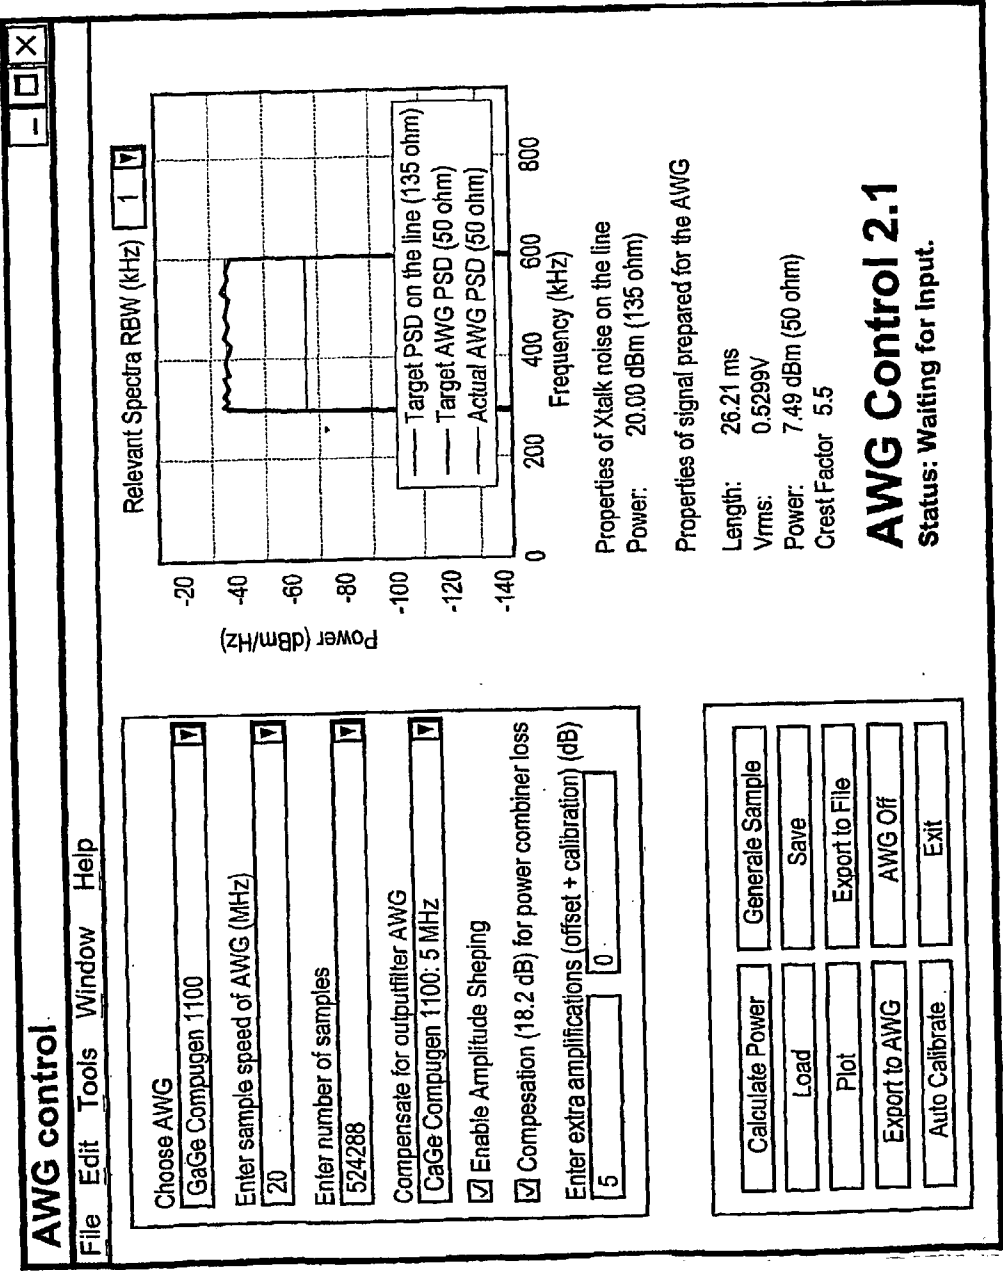 AWG control
File Edit Tools Window Help
Choose AWG
GaGe Compugen 1100
Enter sample speed of AWG (MHz)
20
Enter number of samples
524288
Compensate for outputfilter AWG
CaGe Compugen 1100: 5 MHz
Enable Amplitude Sheping
Compesation (18.2 dB) for power combiner loss
Enter extra amplifications (offset + calibration) (dB)
5 0
Calculate Power Generale Sample
Load Save
Plot Export to File
Export to AWG AWG Off
Auto Calibrate Exit
Relevant Spectra RBW (kHz) 1
Power (dBm/Hz)
-20
-40
-60
-80
-100
-120
-140
Target PSD on the line (135 ohm)
Target AWG PSD (50 ohm)
Actual AWG PSD (50 ohm)
0 200 400 600 800
Frequency (kHz)
Properties of Xtalk noise on the line
Power: 20.00 dBm (135 ohm)
Properties of signal prepared for the AWG
Length: 26.21 ms
Vrms: 0.5299V
Power: 7.49 dBm (50 ohm)
Crest Factor 5.5
AWG Control 2.1
Status: Waiting for Input.